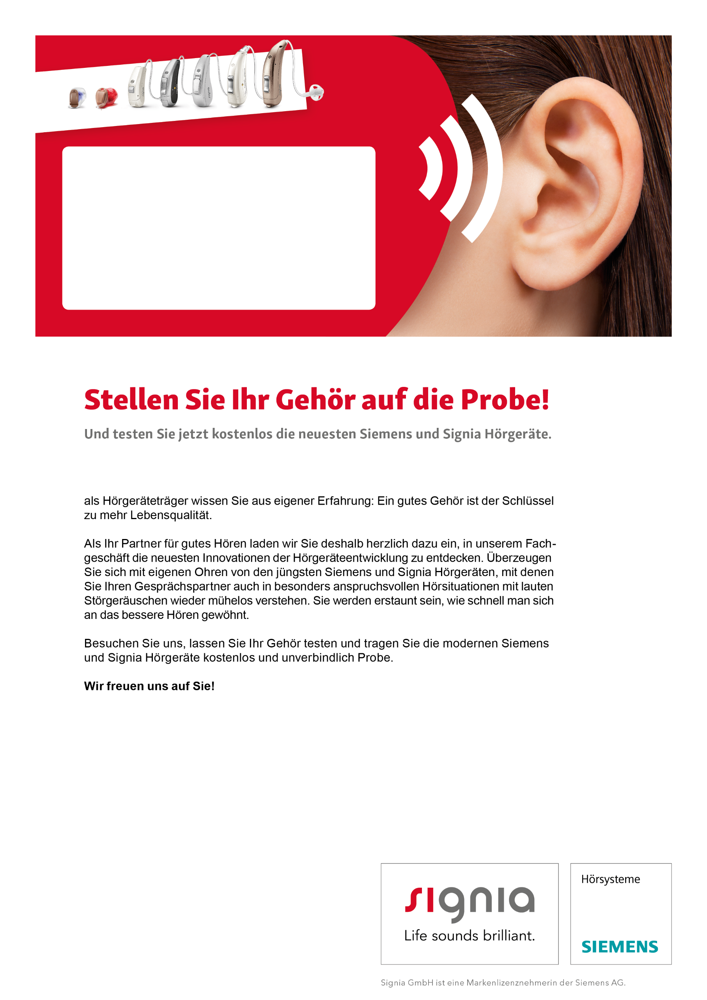 Stellen Sie Ihr Gehör auf die Probe!
Und testen Sie jetzt kostenlos die neuesten Siemens und Signia Hörgeräte.
als Hörgeräteträger wissen Sie aus eigener Erfahrung: Ein gutes Gehör ist der Schlüssel
zu mehr Lebensqualität.
Als Ihr Partner für gutes Hören laden wir Sie deshalb herzlich dazu ein, in unserem Fach-
geschäft die neuesten Innovationen der Hörgeräteentwicklung zu entdecken. Überzeugen
Sie sich mit eigenen Ohren von den jüngsten Siemens und Signia Hörgeräten, mit denen
Sie Ihren Gesprächspartner auch in besonders anspruchsvollen Hörsituationen mit lauten
Störgeräuschen wieder mühelos verstehen. Sie werden erstaunt sein, wie schnell man sich
an das bessere Hören gewöhnt.
Besuchen Sie uns, lassen Sie Ihr Gehör testen und tragen Sie die modernen Siemens
und Signia Hörgeräte kostenlos und unverbindlich Probe.
Wir freuen uns auf Sie!
signia
Life sounds brilliant.
Hörsysteme
SIEMENS
Signia GmbH ist eine Markenlizenznehmerin der Siemens AG.